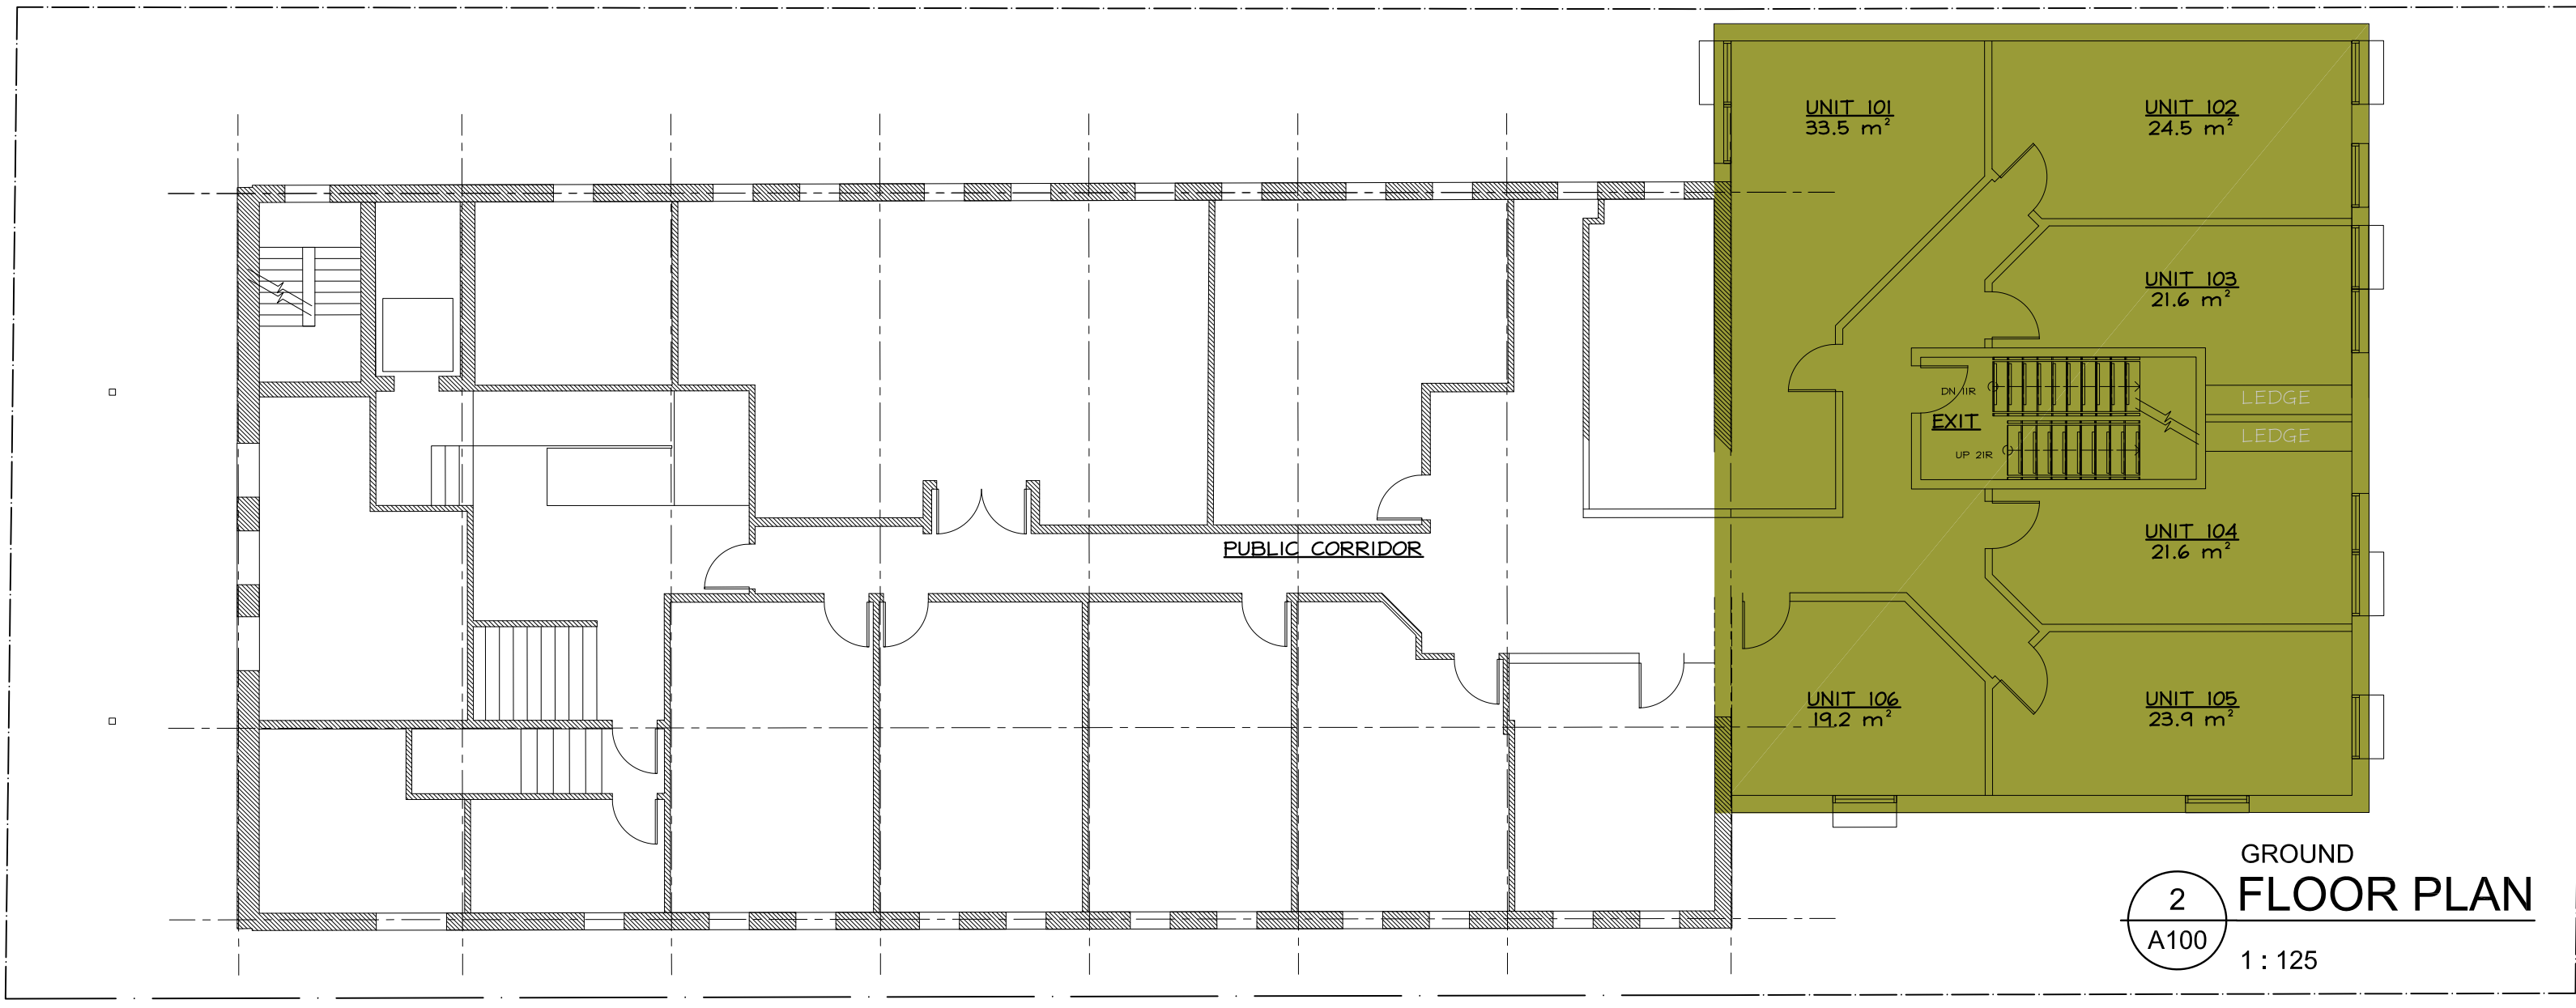 UNIT 101
33.5 m²
UNIT 102
24.5 m²
UNIT 103
21.6 m²
DN 11R
LEDGE
EXIT
LEDGE
UP 21R
UNIT 104
21.6 m²
PUBLIC CORRIDOR
UNIT 106
19.2 m²
UNIT 105
23.9 m²
GROUND
2
FLOOR PLAN
A100
1 : 125